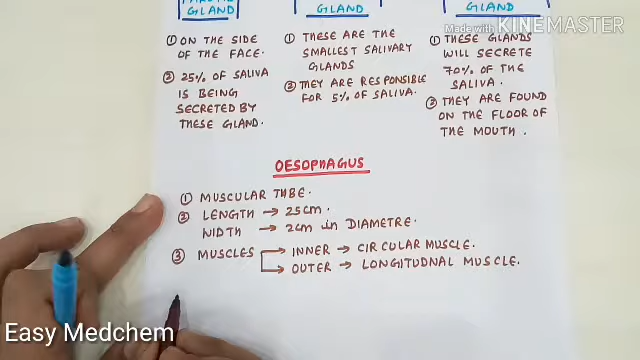 GLAND
GLAND
GLAND
Made with KINEMASTER
① ON THE SIDE
OF THE FACE.
② 25% OF SALIVA
IS BEING
SECRETED BY
THESE GLAND.
① THESE ARE THE
SMALLEST SALIVARY
GLANDS
② THEY ARE RESPONSIBLE
FOR 5% OF SALIVA.
① THESE GLANDS
WILL SECRETE
70% OF THE
SALIVA.
② THEY ARE FOUND
ON THE FLOOR OF
THE MOUTH.
OESOPHAGUS
① MUSCULAR TUBE.
② LENGTH → 25cm.
WIDTH → 2cm in DIAMETRE.
③ MUSCLES → INNER → CIRCULAR MUSCLE.
→ OUTER → LONGITUDNAL MUSCLE.
Easy Medchem